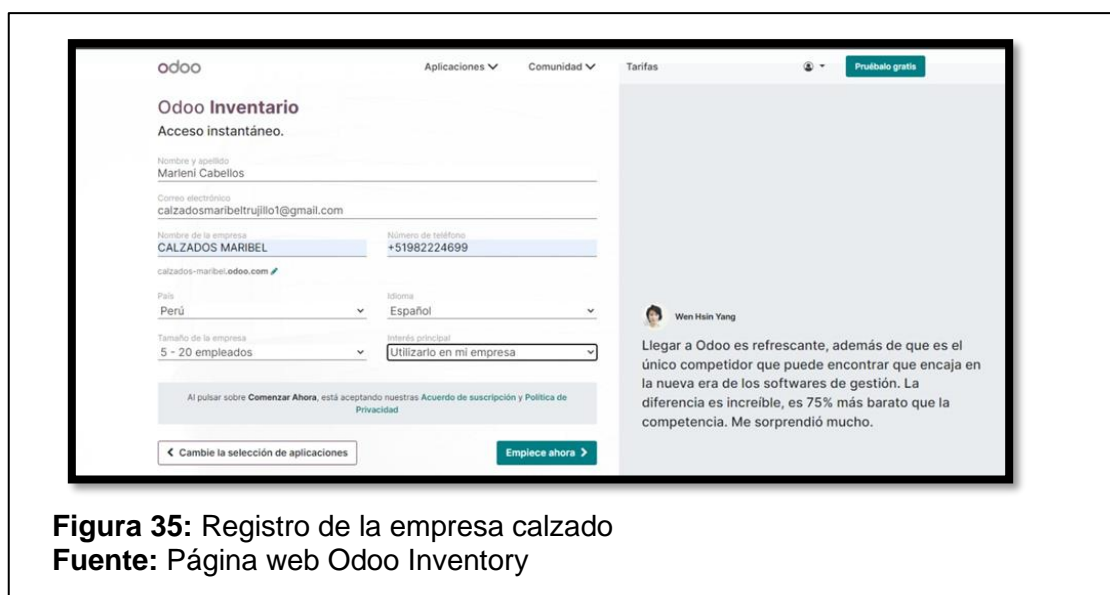 odoo
Aplicaciones
Comunidad
Tarifas
Pruébalo gratis
Odoo Inventario
Acceso instantáneo.
Nombre y apellido
Marleni Cabellos
Correo electrónico
calzadosmaribeltrujillo1@gmail.com
Nombre de la empresa
CALZADOS MARIBEL
Número de teléfono
+51982224699
calzados-maribel.odoo.com
País
Perú
Idioma
Español
Tamaño de la empresa
5 - 20 empleados
Interés principal
Utilizarlo en mi empresa
Al pulsar sobre Comenzar Ahora, está aceptando nuestras Acuerdo de suscripción y Política de
Privacidad
Cambie la selección de aplicaciones
Empiece ahora
Wen Hsin Yang
Llegar a Odoo es refrescante, además de que es el
único competidor que puede encontrar que encaja en
la nueva era de los softwares de gestión. La
diferencia es increíble, es 75% más barato que la
competencia. Me sorprendió mucho.
Figura 35: Registro de la empresa calzado
Fuente: Página web Odoo Inventory